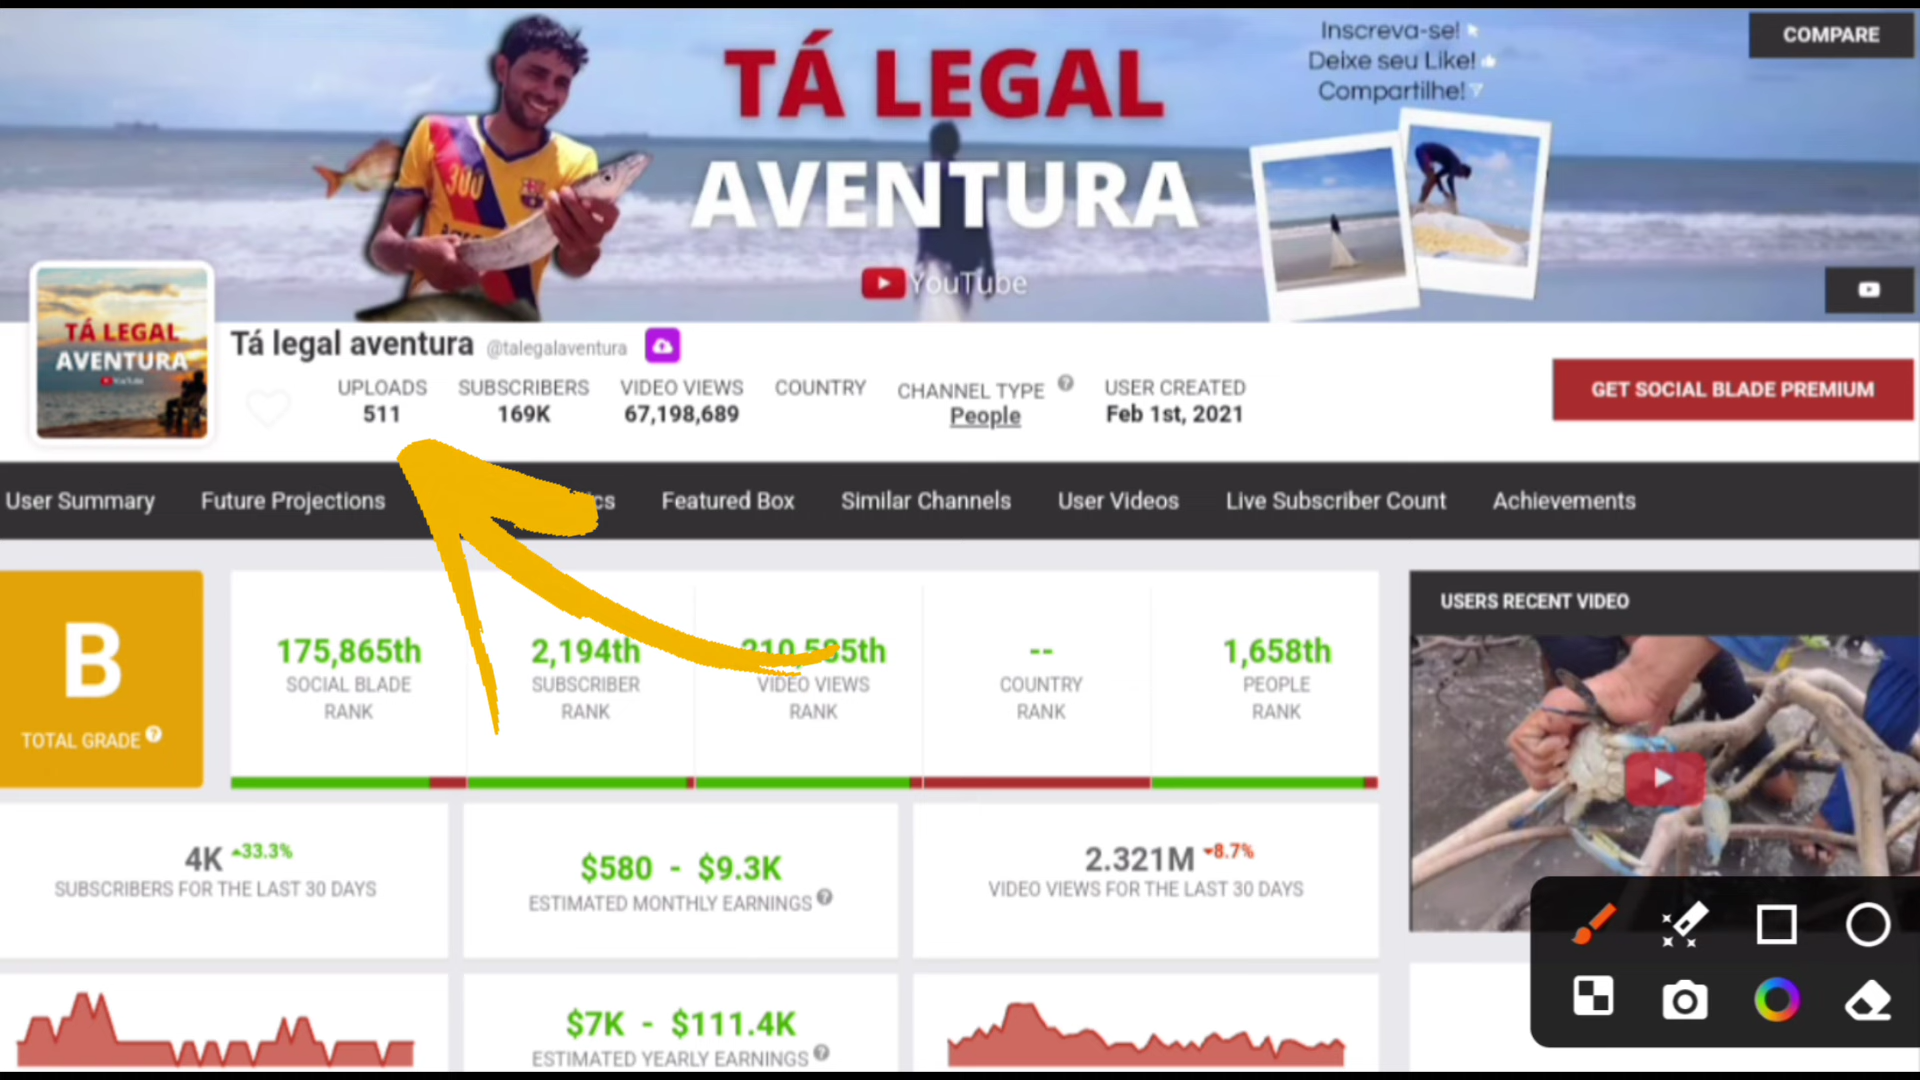 Inscreva-se!
Deixe seu Like!
Compartilhe!
COMPARE
TÁ LEGAL
AVENTURA
YouTube
300
TÁ LEGAL
AVENTURA
YouTube
Tá legal aventura @talegalaventura
UPLOADS
511
SUBSCRIBERS
169K
VIDEO VIEWS
67,198,689
COUNTRY
CHANNEL TYPE ?
People
USER CREATED
Feb 1st, 2021
GET SOCIAL BLADE PREMIUM
User Summary Future Projections cs Featured Box Similar Channels User Videos Live Subscriber Count Achievements
B
TOTAL GRADE ?
175,865th
SOCIAL BLADE
RANK
2,194th
SUBSCRIBER
RANK
VIDEO VIEWS
RANK
--
COUNTRY
RANK
1,658th
PEOPLE
RANK
USERS RECENT VIDEO
4K 33.3%
SUBSCRIBERS FOR THE LAST 30 DAYS
$580 - $9.3K
ESTIMATED MONTHLY EARNINGS ?
2.321M 8.7%
VIDEO VIEWS FOR THE LAST 30 DAYS
$7K - $111.4K
ESTIMATED YEARLY EARNINGS ?